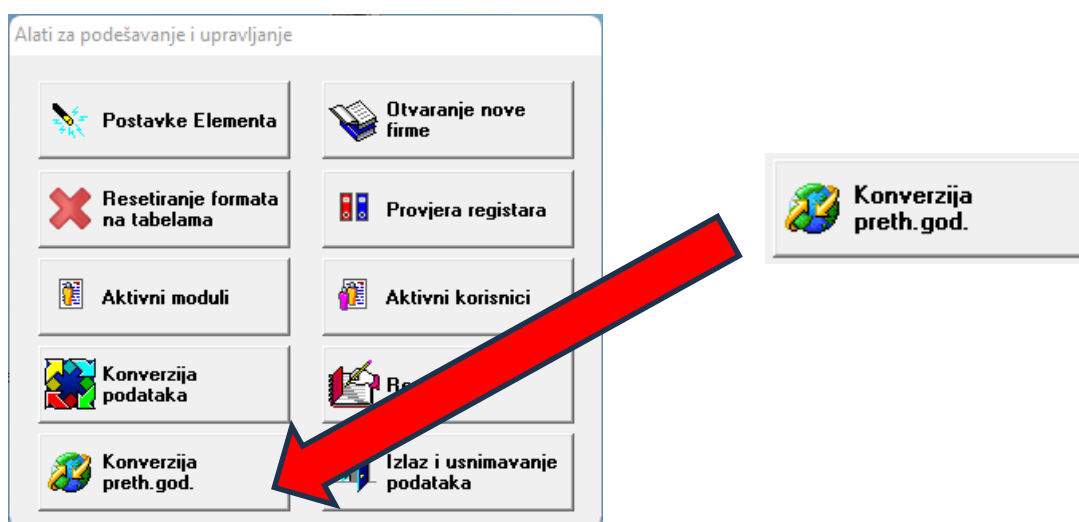 Alati za podešavanje i upravljanje
Postavke Elementa
Otvaranje nove
firme
Resetiranje formata
na tabelama
Provjera registara
Aktivni moduli
Aktivni korisnici
Konverzija
podataka
Konverzija
preth.god.
Izlaz i usnimavanje
podataka
Konverzija
preth.god.